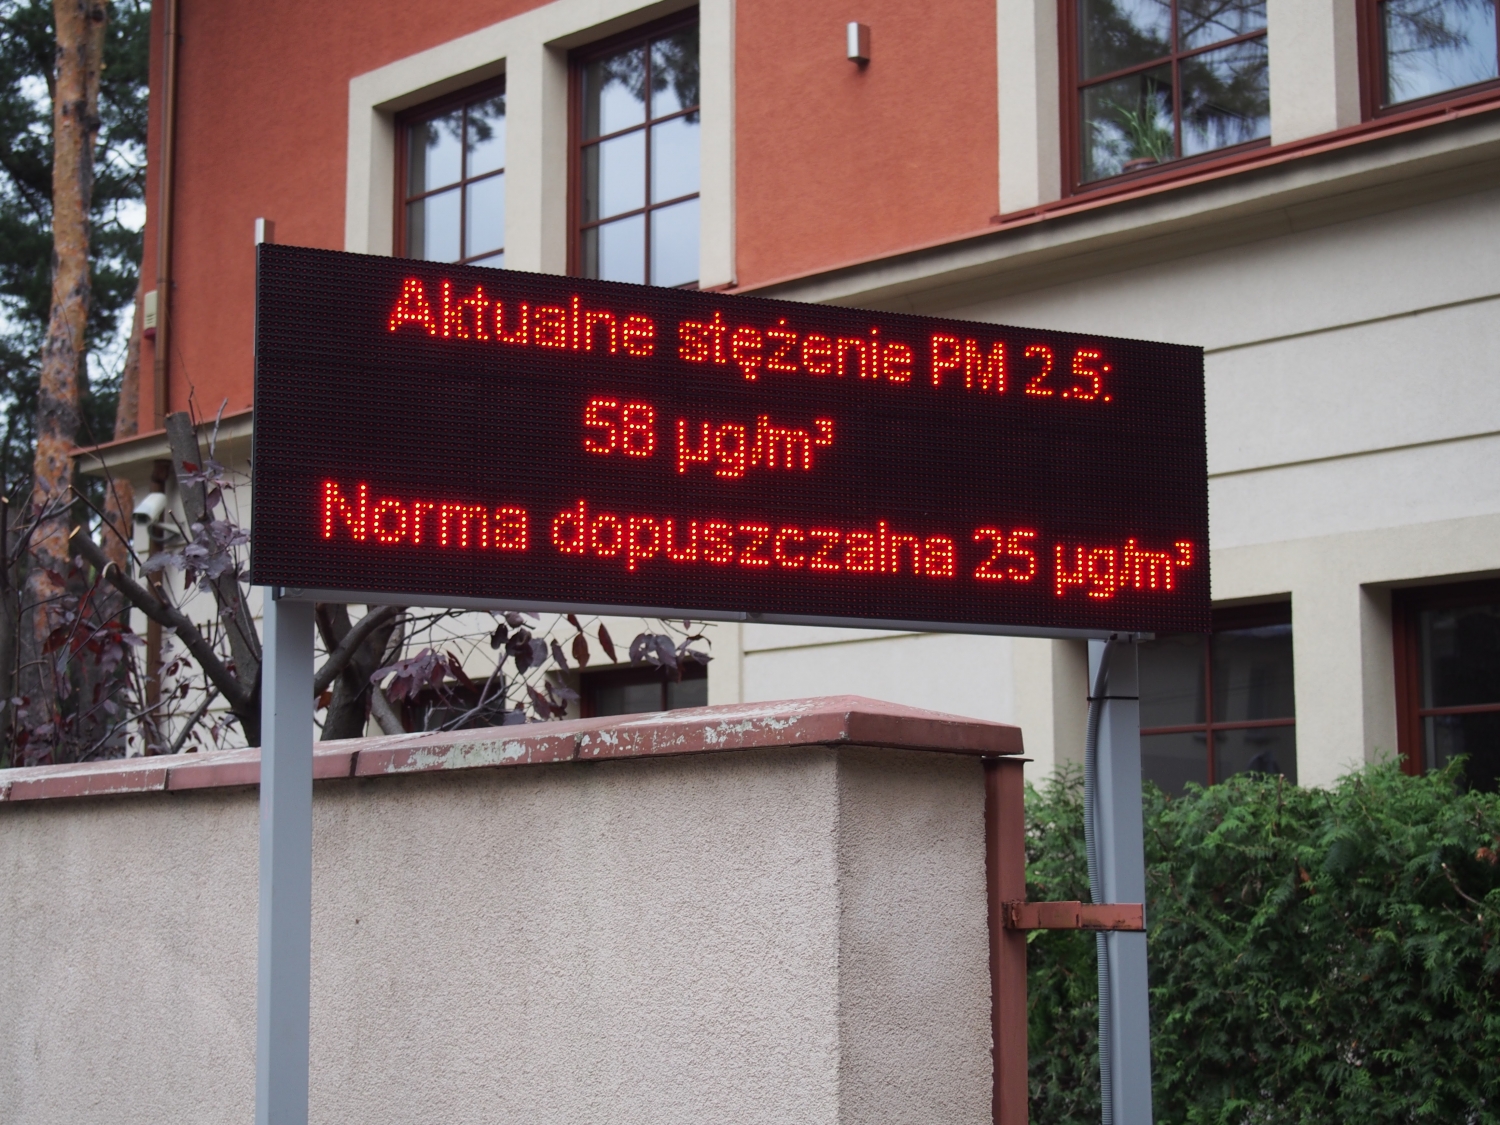 Aktualne stężenie PM 2.5:
58 µg/m³
Norma dopuszczalna 25 µg/m³